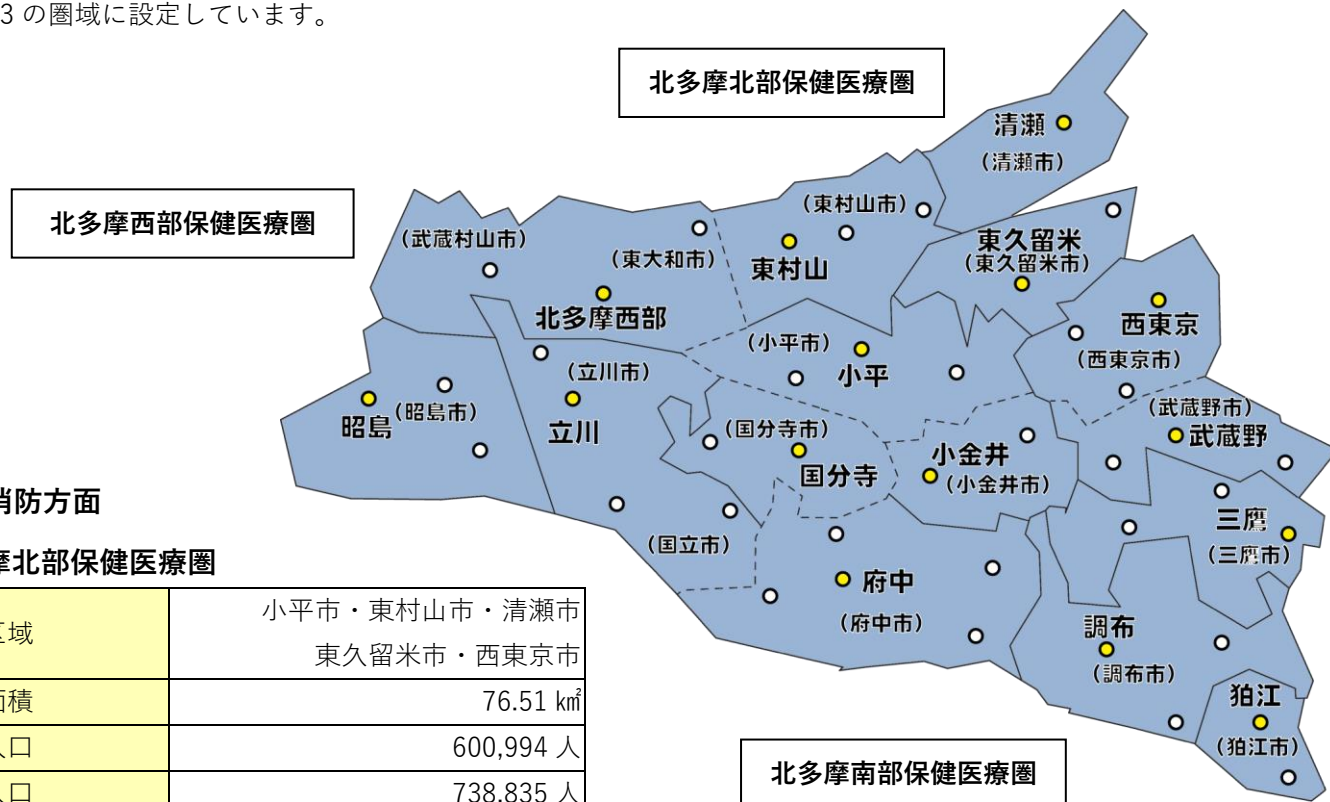 3 の圏域に設定しています。
北多摩北部保健医療圏
清瀬
（清瀬市）
北多摩西部保健医療圏
（東村山市）
（武蔵村山市）
東久留米
（東大和市）
東村山
（東久留米市）
北多摩西部
西東京
（小平市）
（西東京市）
（立川市）
小平
（武蔵野市）
昭島
（昭島市）
立川
（国分寺市）
武蔵野
国分寺
小金井
（小金井市）
消防方面
三鷹
（国立市）
（三鷹市）
摩北部保健医療圏
府中
区域
小平市・東村山市・清瀬市
東久留米市・西東京市
（府中市）
調布
（調布市）
面積
76.51 ㎢
狛江
（狛江市）
人口
600,994 人
北多摩南部保健医療圏
人口
738,835 人